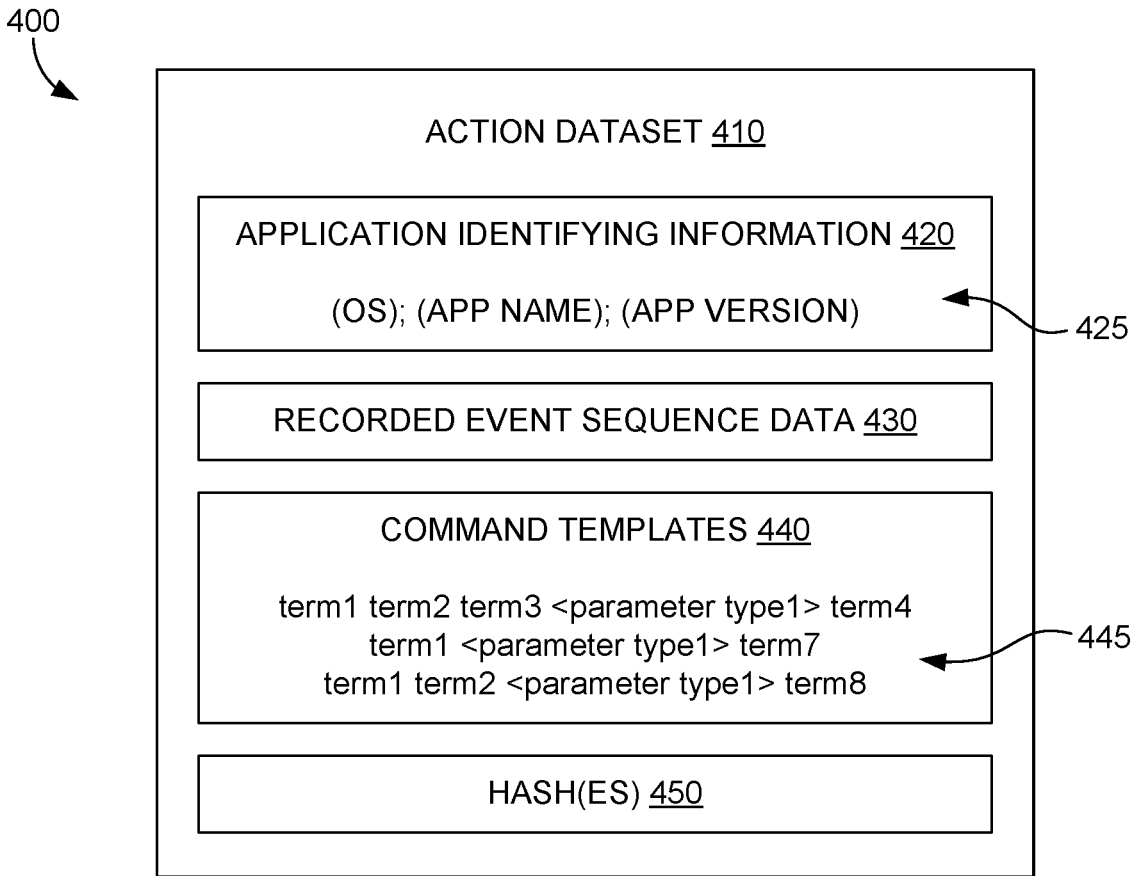 400
ACTION DATASET 410
APPLICATION IDENTIFYING INFORMATION 420
(OS); (APP NAME); (APP VERSION)
425
RECORDED EVENT SEQUENCE DATA 430
COMMAND TEMPLATES 440
term1 term2 term3 <parameter type1> term4
term1 <parameter type1> term7
term1 term2 <parameter type1> term8
445
HASH(ES) 450